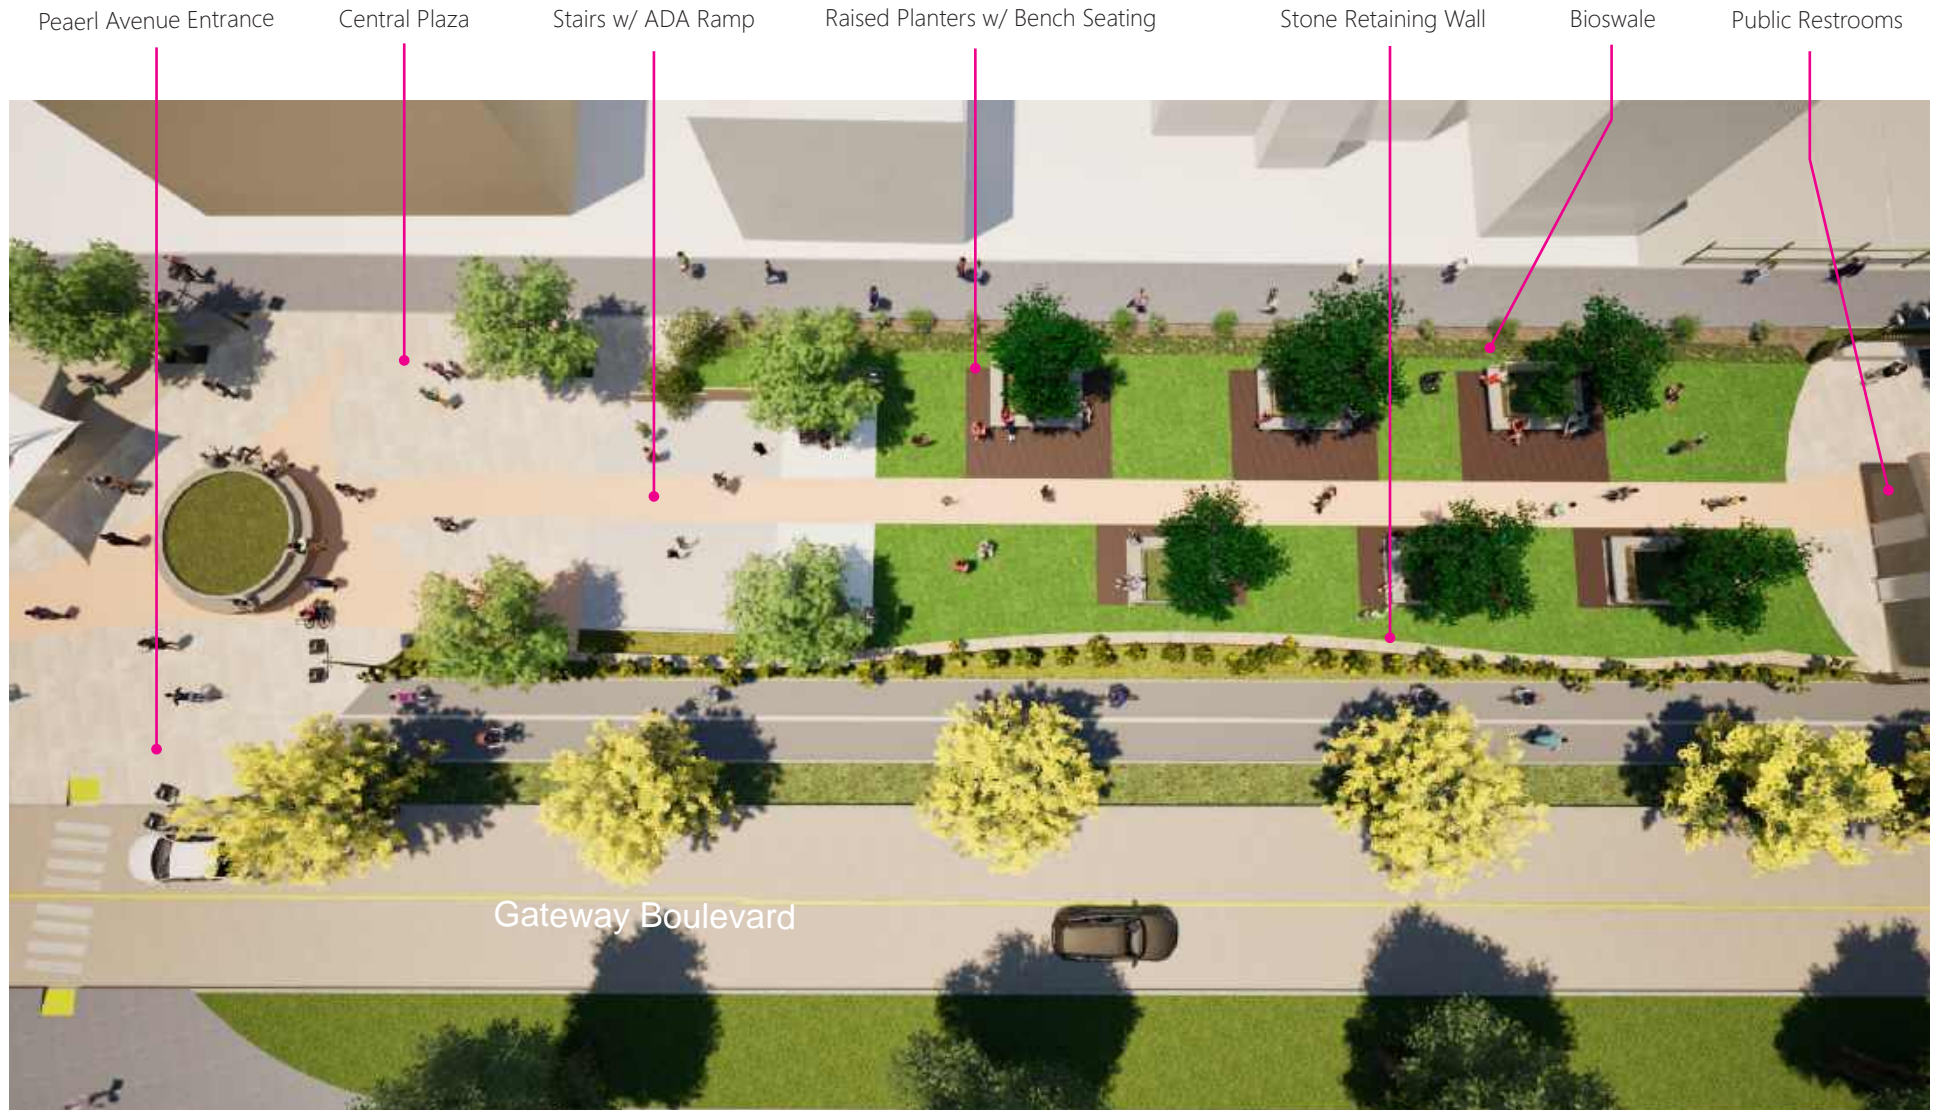 Peaerl Avenue Entrance
Central Plaza
Stairs w/ ADA Ramp
Raised Planters w/ Bench Seating
Stone Retaining Wall
Bioswale
Public Restrooms
Gateway Boulevard